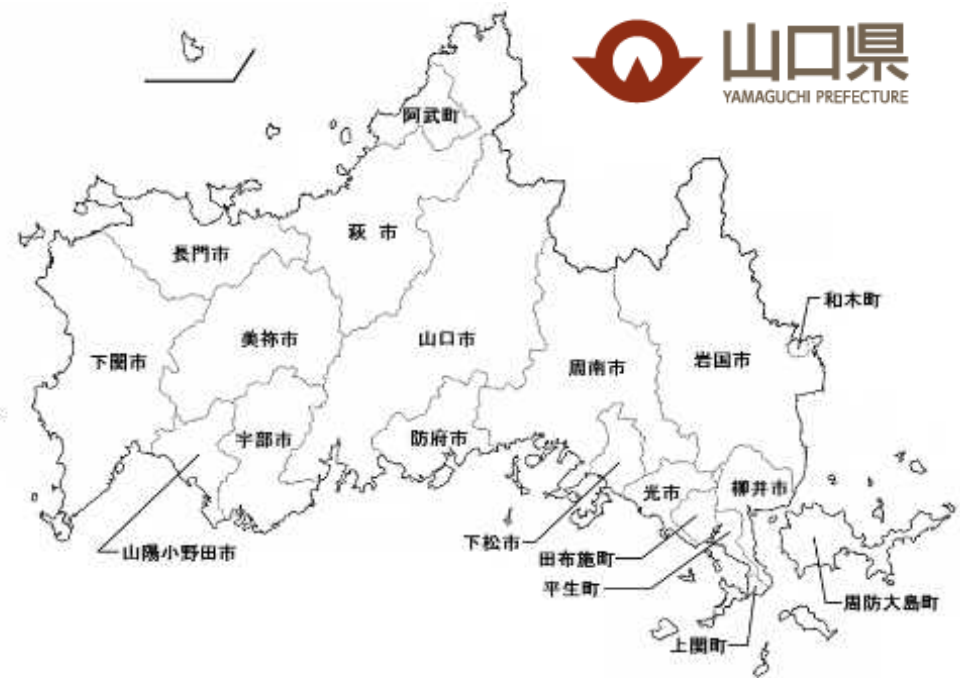 山口県
YAMAGUCHI PREFECTURE
阿武町
萩 市
長門市
和木町
美祢市
山口市
下関市
周南市
岩国市
宇部市
防府市
光市
柳井市
下松市
山陽小野田市
田布施町
平生町
周防大島町
上関町